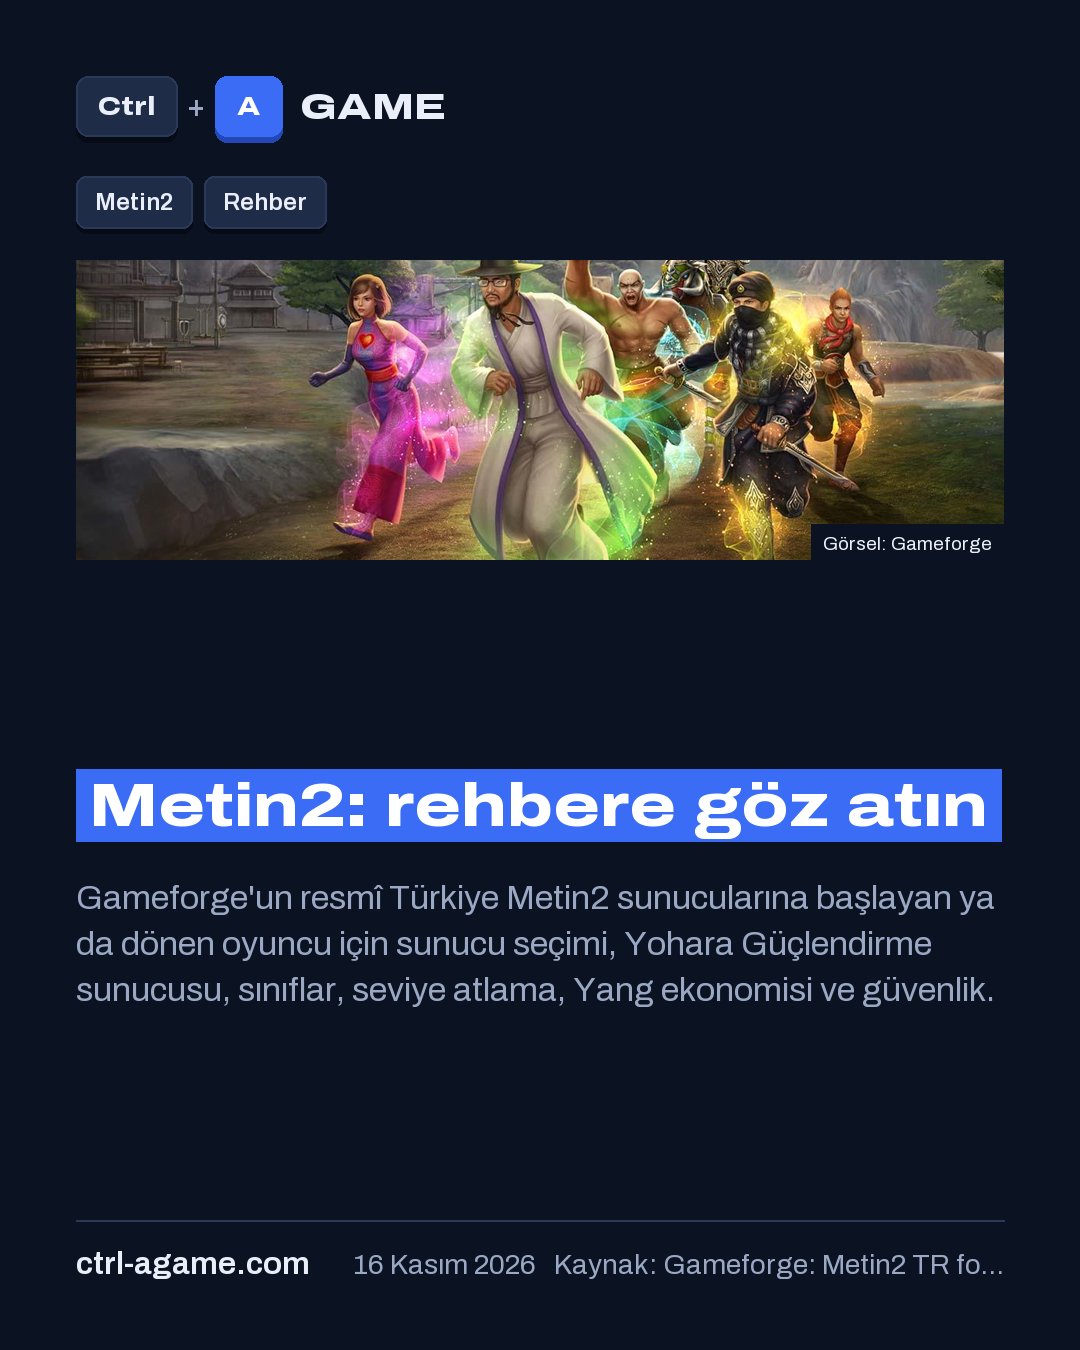 Ctrl + A GAME
Metin2 Rehber
Görsel: Gameforge
Metin2: rehbere göz atın
Gameforge'un resmî Türkiye Metin2 sunucularına başlayan ya
da dönen oyuncu için sunucu seçimi, Yohara Güçlendirme
sunucusu, sınıflar, seviye atlama, Yang ekonomisi ve güvenlik.
ctrl-agame.com 16 Kasım 2026 Kaynak: Gameforge: Metin2 TR fo...